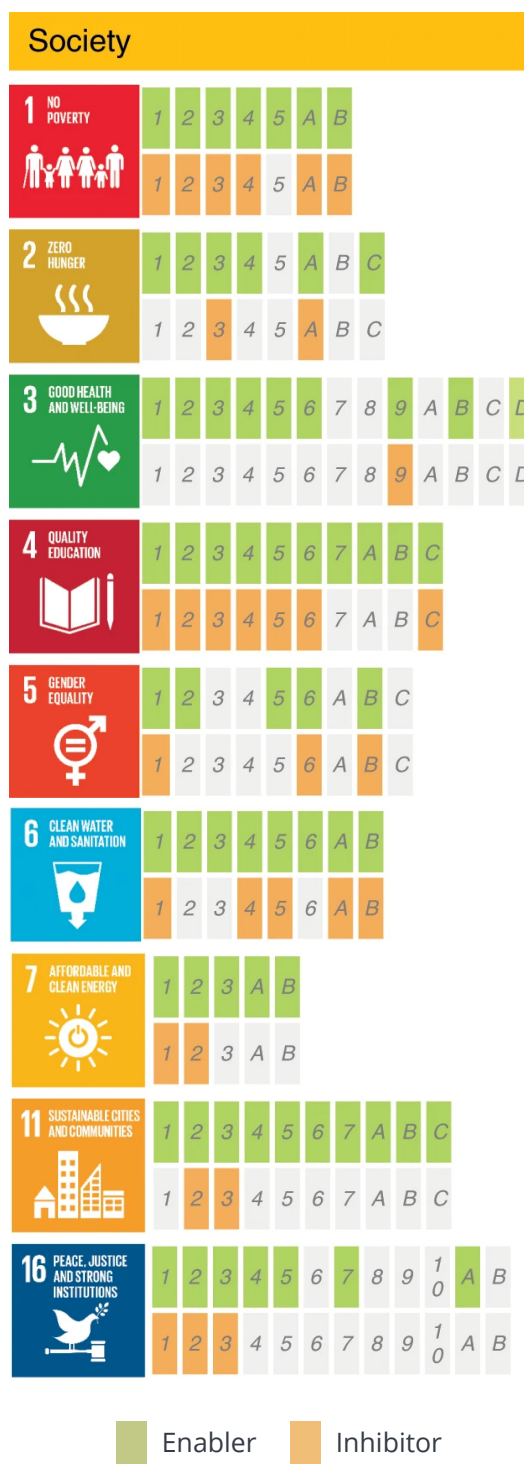 Society
1 NO
POVERTY
1 2 3 4 5 A B
1 2 3 4 5 A B
2 ZERO
HUNGER
1 2 3 4 5 A B C
1 2 3 4 5 A B C
3 GOOD HEALTH
AND WELL-BEING
1 2 3 4 5 6 7 8 9 A B C D
1 2 3 4 5 6 7 8 9 A B C D
4 QUALITY
EDUCATION
1 2 3 4 5 6 7 A B C
1 2 3 4 5 6 7 A B C
5 GENDER
EQUALITY
1 2 3 4 5 6 A B C
1 2 3 4 5 6 A B C
6 CLEAN WATER
AND SANITATION
1 2 3 4 5 6 A B
1 2 3 4 5 6 A B
7 AFFORDABLE AND
CLEAN ENERGY
1 2 3 A B
1 2 3 A B
11 SUSTAINABLE CITIES
AND COMMUNITIES
1 2 3 4 5 6 7 A B C
1 2 3 4 5 6 7 A B C
16 PEACE, JUSTICE
AND STRONG
INSTITUTIONS
1 2 3 4 5 6 7 8 9 10 A B
1 2 3 4 5 6 7 8 9 10 A B
Enabler Inhibitor